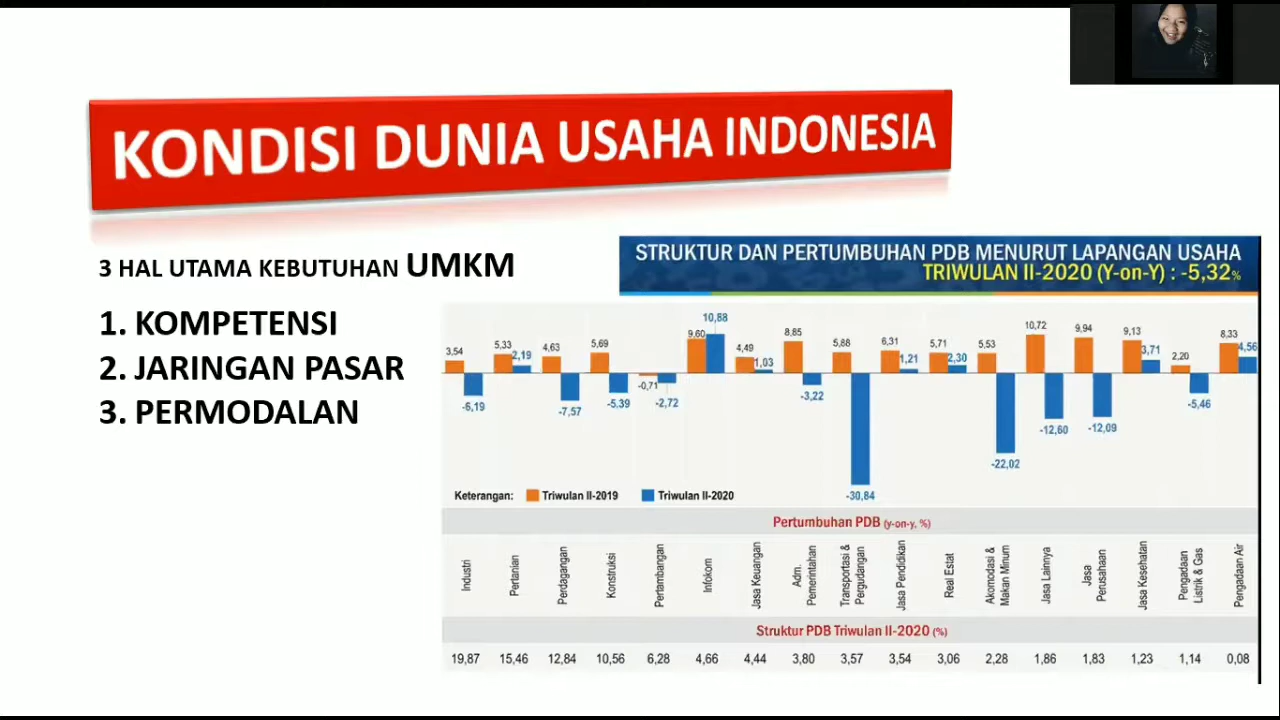 KONDISI DUNIA USAHA INDONESIA
3 HAL UTAMA KEBUTUHAN UMKM
1. KOMPETENSI
2. JARINGAN PASAR
3. PERMODALAN
STRUKTUR DAN PERTUMBUHAN PDB MENURUT LAPANGAN USAHA
TRIWULAN II-2020 (Y-on-Y) : -5,32%
3,54 5,33 4,63 5,69 -0,71 9,60 4,49 8,85 5,88 6,31 5,71 5,53 10,72 9,94 9,13 2,20 8,33
-6,19 2,19 -7,57 -5,39 -2,72 10,88 1,03 -3,22 -30,84 1,21 2,30 -22,02 -12,60 -12,09 3,71 -5,46 4,56
Keterangan: Triwulan II-2019 Triwulan II-2020
Pertumbuhan PDB (y-on-y, %)
Industri
Pertanian
Perdagangan
Konstruksi
Pertambangan
Infokom
Jasa Keuangan
Adm.
Pemerintahan
Transportasi &
Pergudangan
Jasa Pendidikan
Real Estat
Akomodasi &
Makan Minum
Jasa Lainnya
Jasa
Perusahaan
Jasa Kesehatan
Pengadaan
Listrik & Gas
Pengadaan Air
Struktur PDB Triwulan II-2020 (%)
19,87 15,46 12,84 10,56 6,28 4,66 4,44 3,80 3,57 3,54 3,06 2,28 1,86 1,83 1,23 1,14 0,08